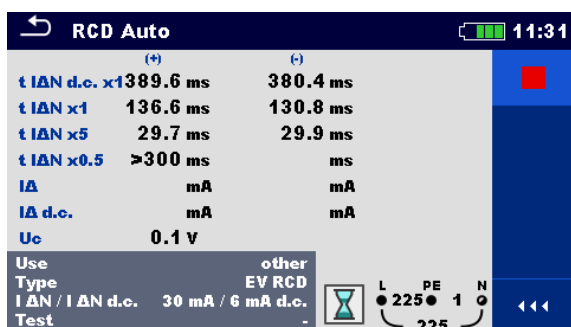 RCD Auto 11:31
(+) (-)
t IΔN d.c. x1 389.6 ms 380.4 ms
t IΔN x1 136.6 ms 130.8 ms
t IΔN x5 29.7 ms 29.9 ms
t IΔN x0.5 >300 ms ms
IΔ mA mA
IΔ d.c. mA mA
Uc 0.1 V
Use other
Type EV RCD
I ΔN / I ΔN d.c. 30 mA / 6 mA d.c.
Test -
L PE N
225 1
225